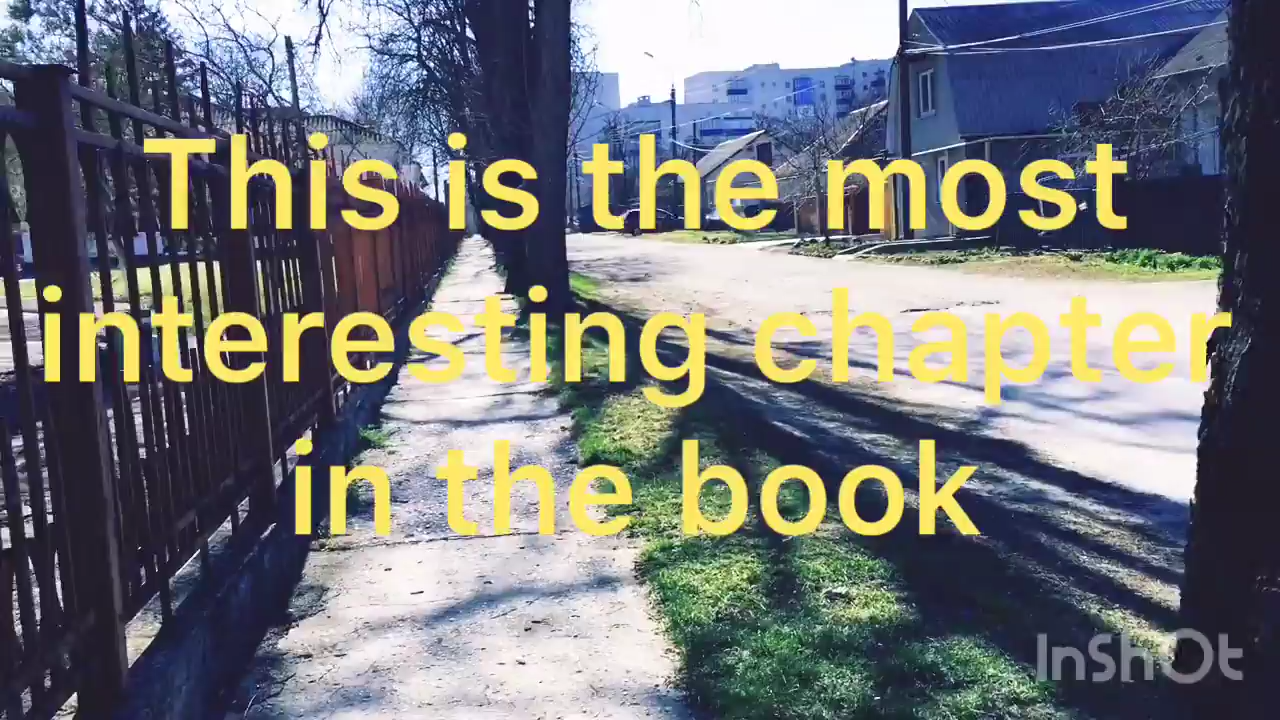 This is the most
interesting chapter
in the book
InShOt